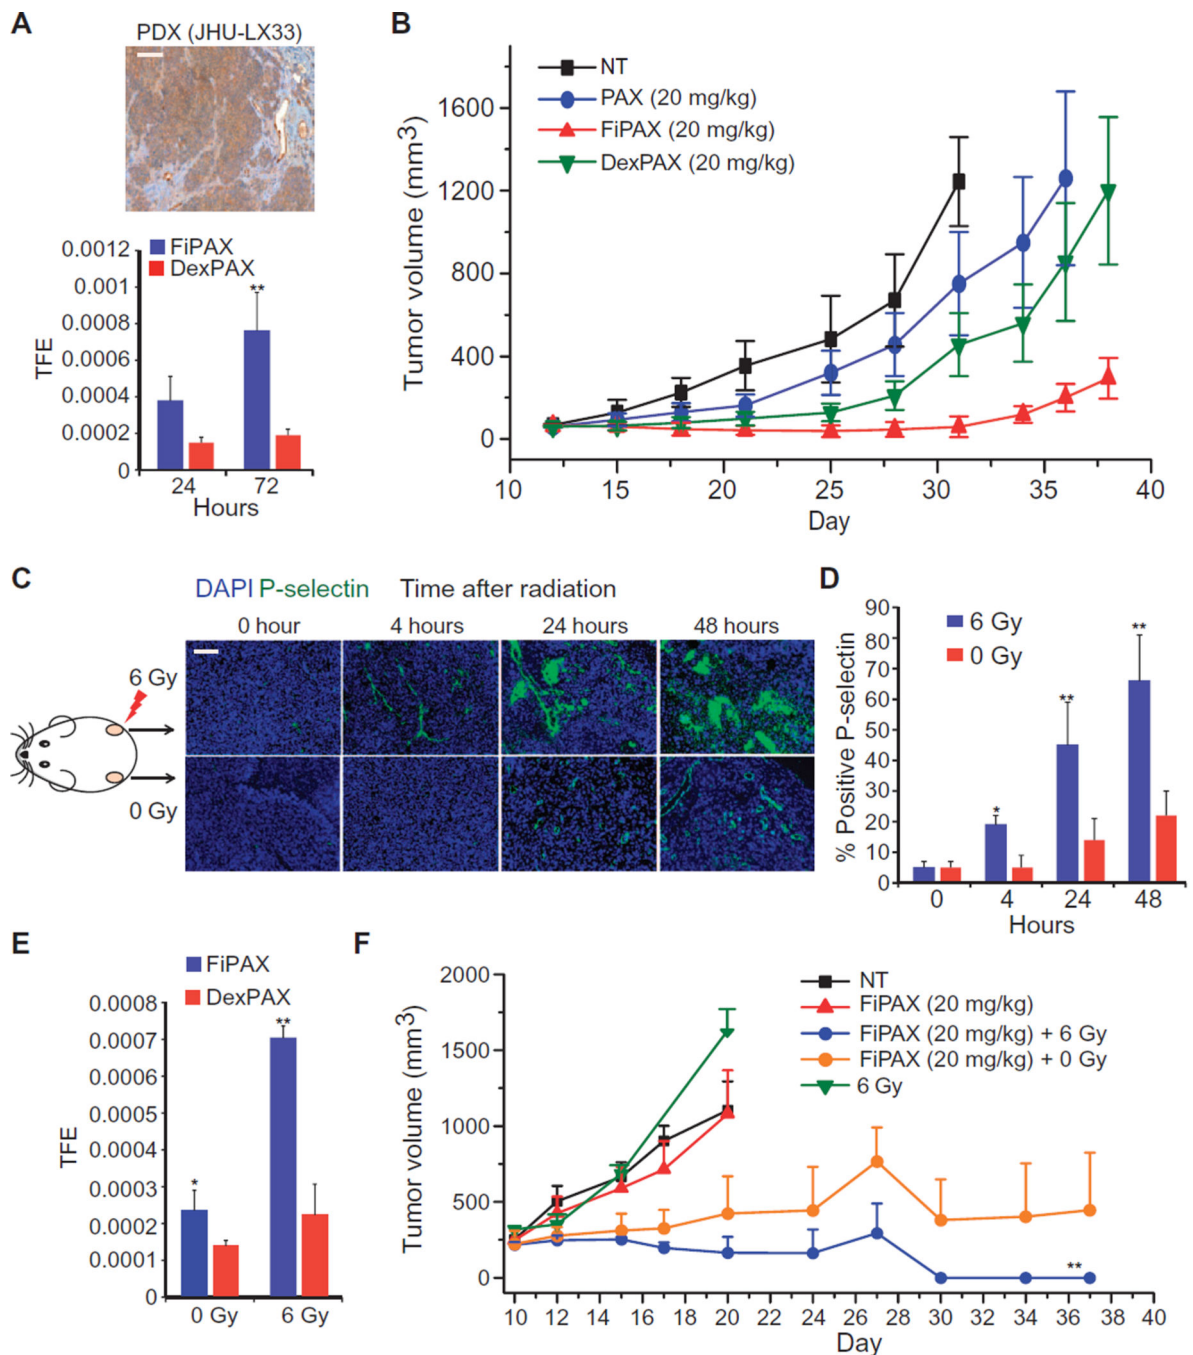 A
PDX (JHU-LX33)
0.0012
0.001
0.0008
0.0006
0.0004
0.0002
0
TFE
FiPAX
DexPAX
**
24
72
Hours
B
NT
PAX (20 mg/kg)
FiPAX (20 mg/kg)
DexPAX (20 mg/kg)
Tumor volume (mm3)
1600
1200
800
400
0
10
15
20
25
30
35
40
Day
C
DAPI P-selectin Time after radiation
0 hour
4 hours
24 hours
48 hours
6 Gy
0 Gy
D
90
80
70
60
50
40
30
20
10
0
% Positive P-selectin
6 Gy
0 Gy
*
**
**
0
4
24
48
Hours
E
FiPAX
DexPAX
0.0008
0.0007
0.0006
0.0005
0.0004
0.0003
0.0002
0.0001
0
TFE
*
**
0 Gy
6 Gy
F
2000
1500
1000
500
0
Tumor volume (mm3)
NT
FiPAX (20 mg/kg)
FiPAX (20 mg/kg) + 6 Gy
FiPAX (20 mg/kg) + 0 Gy
6 Gy
**
10
12
14
16
18
20
22
24
26
28
30
32
34
36
38
40
Day